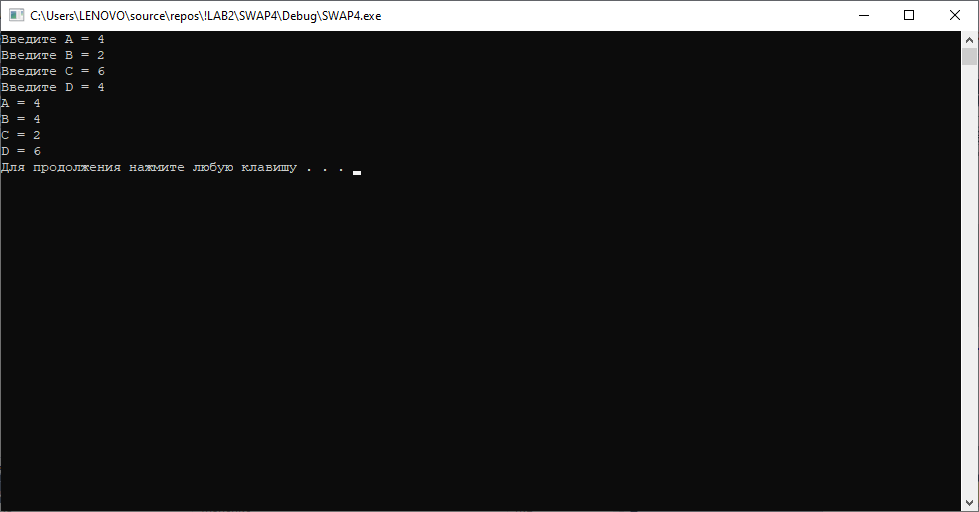 C:\Users\LENOVO\source\repos\!LAB2\SWAP4\Debug\SWAP4.exe
Введите A = 4
Введите B = 2
Введите C = 6
Введите D = 4
A = 4
B = 4
C = 2
D = 6
Для продолжения нажмите любую клавишу . . .